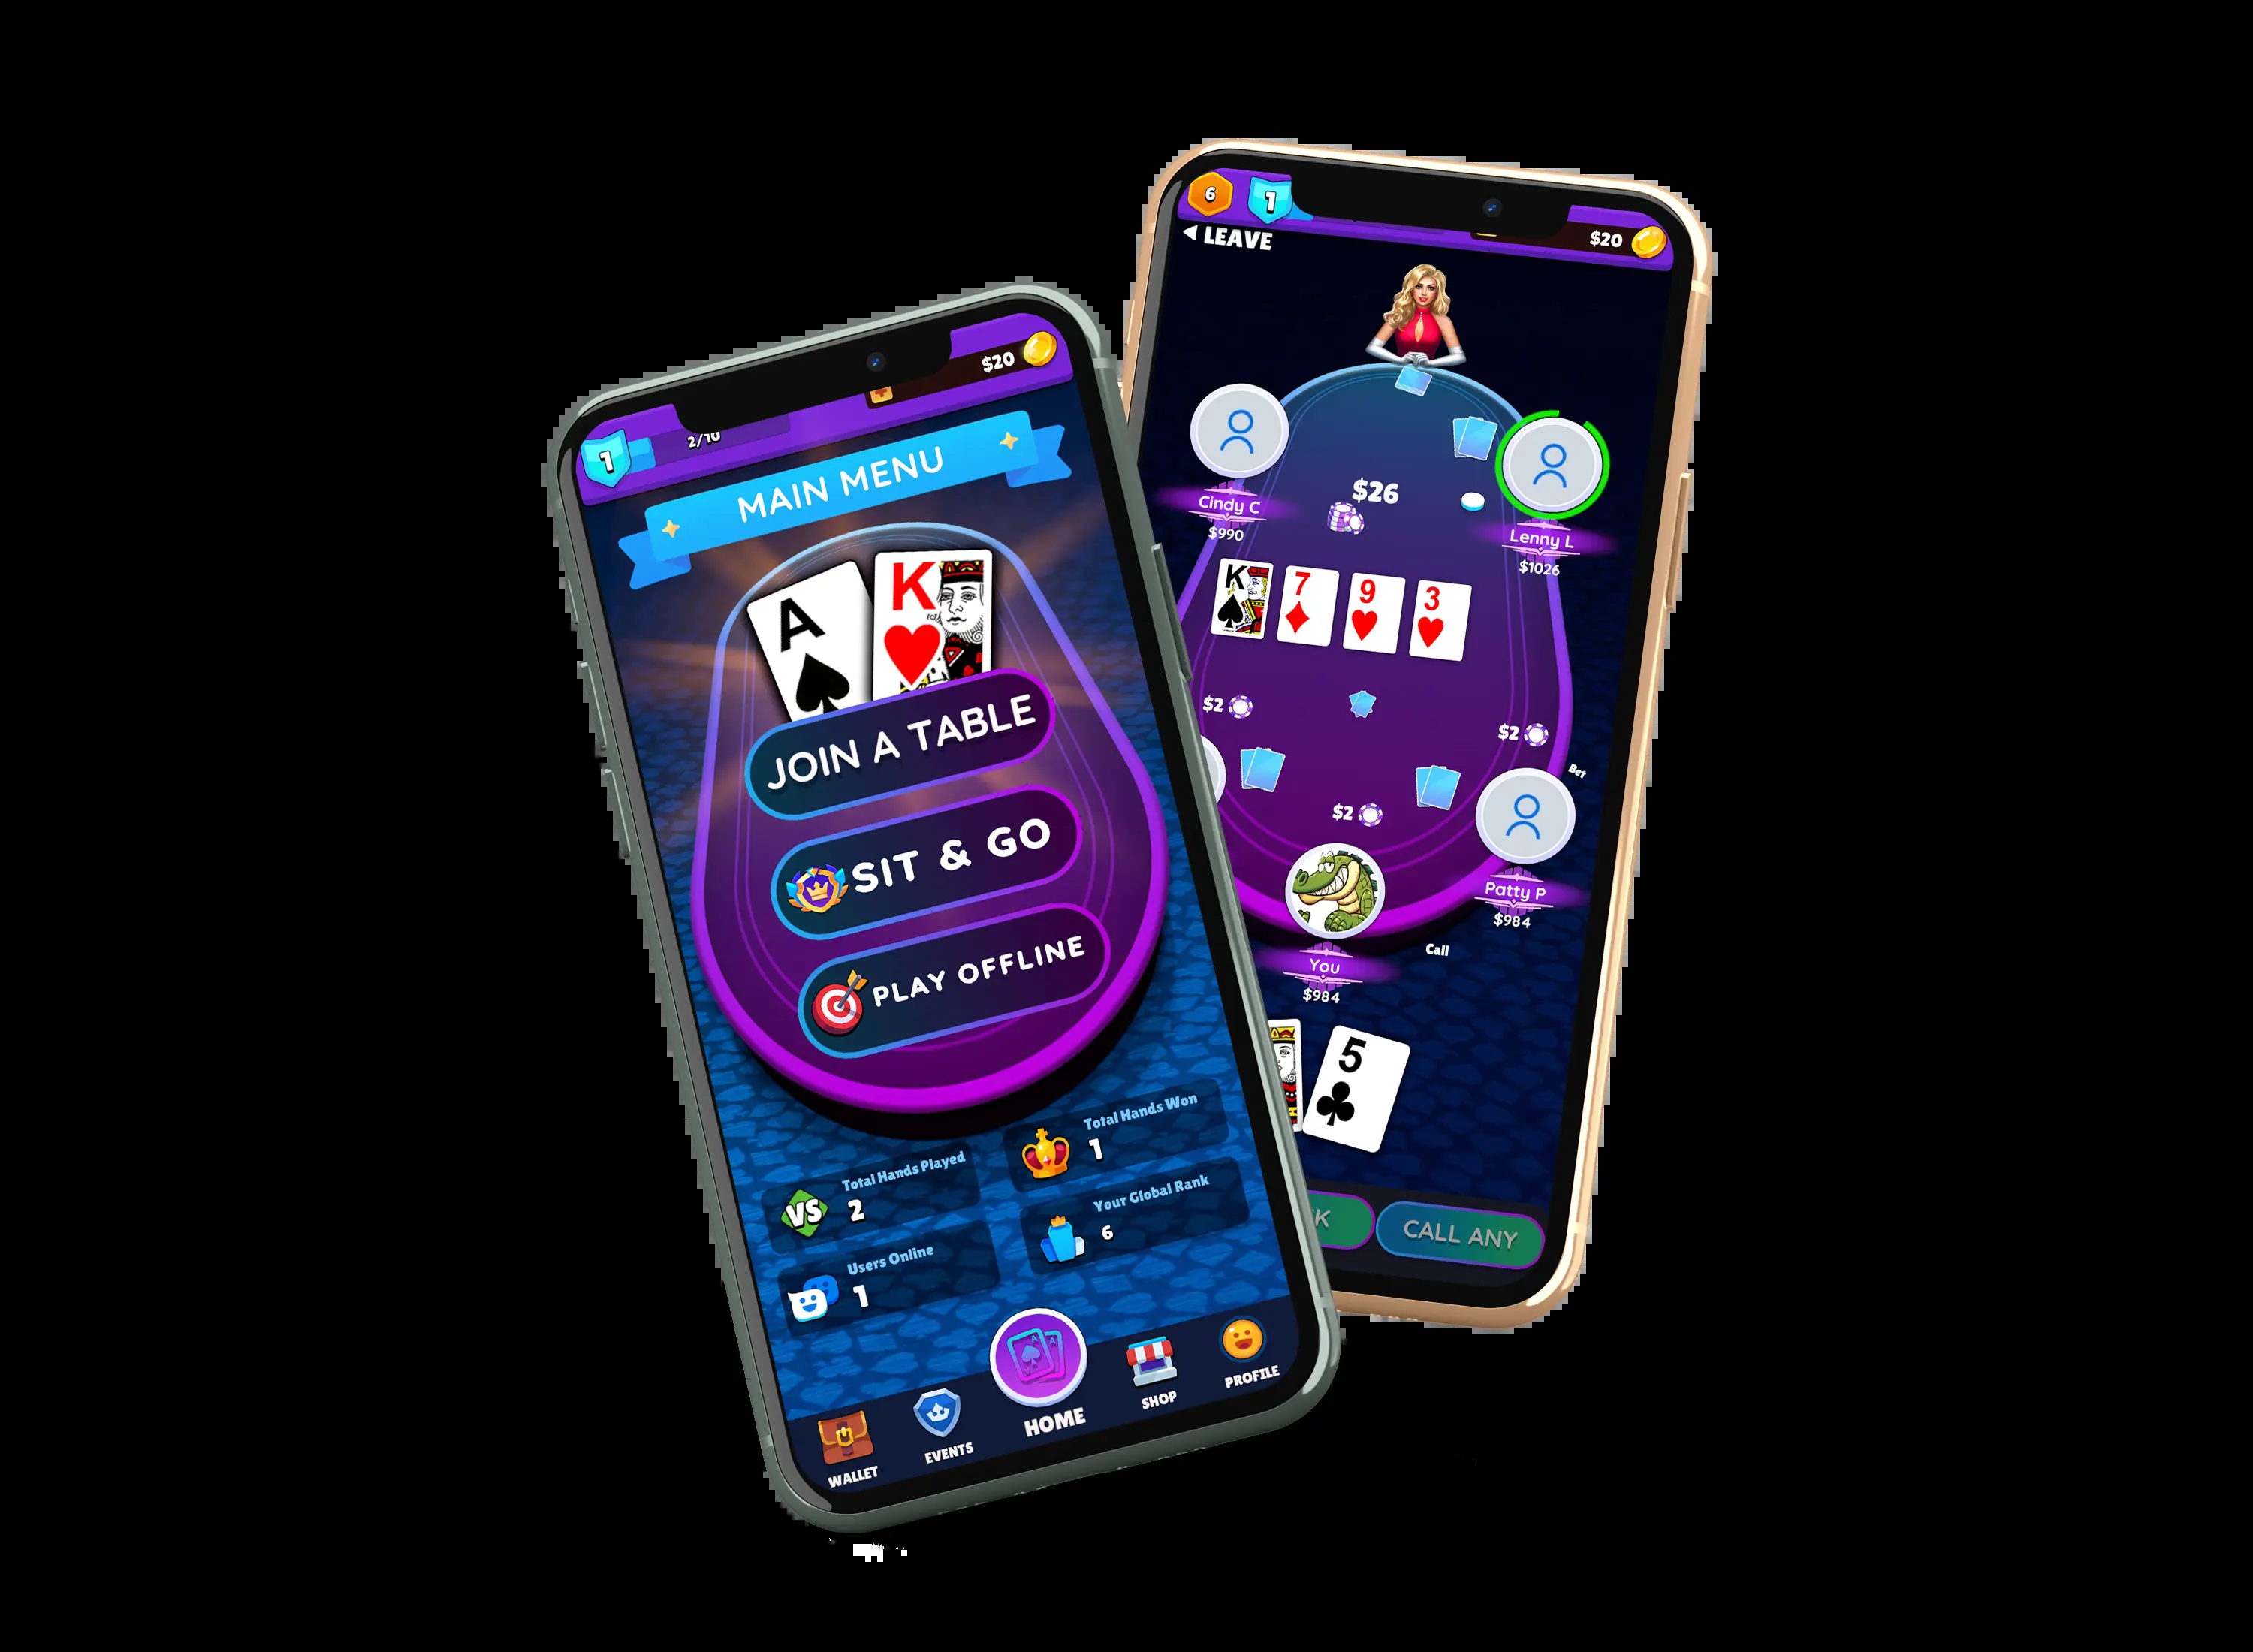 $20
1
2/10
MAIN MENU
A
K
JOIN A TABLE
SIT & GO
PLAY OFFLINE
Total Hands Played
2
Total Hands Won
1
Users Online
1
Your Global Rank
6
VS
WALLET
EVENTS
HOME
SHOP
PROFILE
6
1
$20
LEAVE
Cindy C
$990
$26
Lenny L
$1026
K
7
9
3
$2
$2
Bet
$2
Patty P
$984
Call
You
$984
5
K
CALL ANY